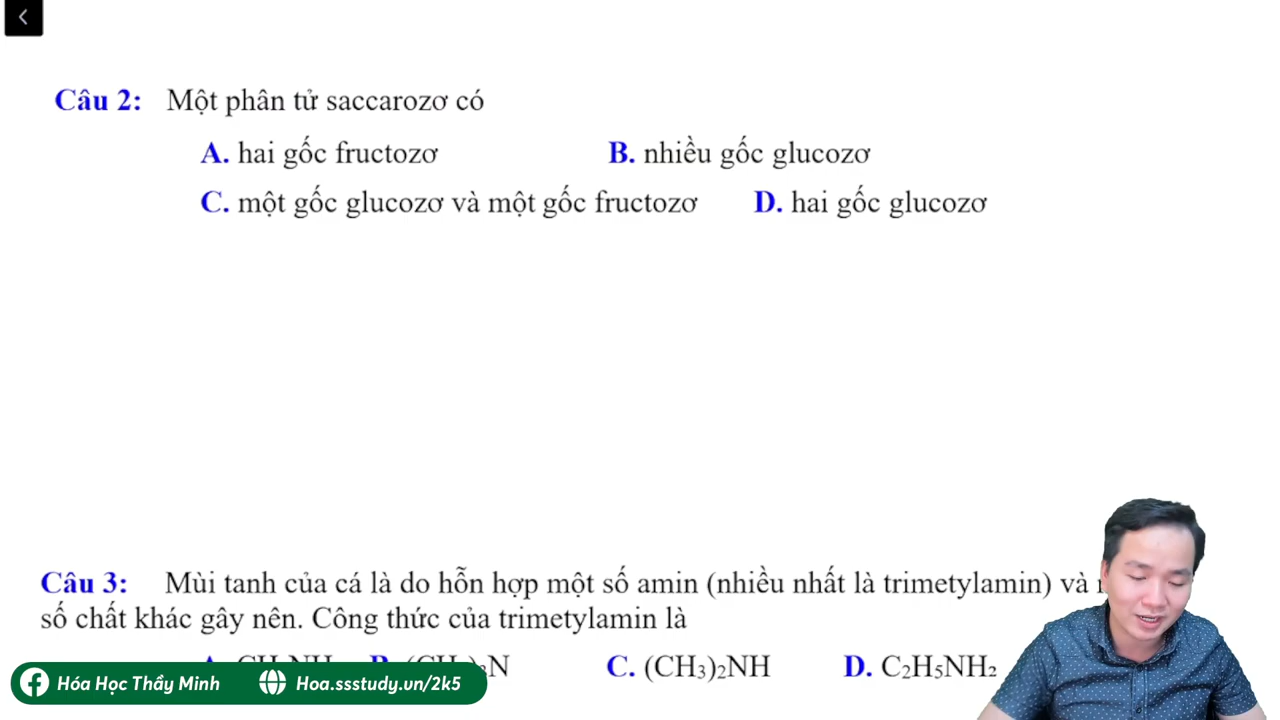 Câu 2: Một phân tử saccarozơ có
A. hai gốc fructozơ B. nhiều gốc glucozơ
C. một gốc glucozơ và một gốc fructozơ D. hai gốc glucozơ
Câu 3: Mùi tanh của cá là do hỗn hợp một số amin (nhiều nhất là trimetylamin) và
số chất khác gây nên. Công thức của trimetylamin là
C. (CH₃)₂NH D. C₂H₅NH₂
Hóa Học Thầy Minh Hoa.ssstudy.vn/2k5